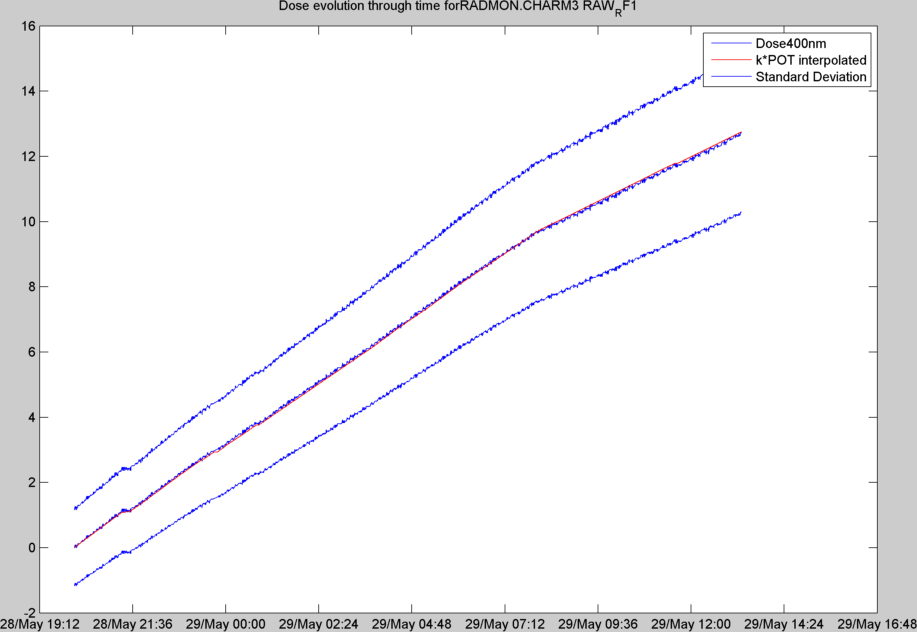 Dose evolution through time forRADMON.CHARM3 RAW_RF1
16
Dose400nm
k*POT interpolated
Standard Deviation
14
12
10
8
6
4
2
0
-2
28/May 19:12 28/May 21:36 29/May 00:00 29/May 02:24 29/May 04:48 29/May 07:12 29/May 09:36 29/May 12:00 29/May 14:24 29/May 16:48